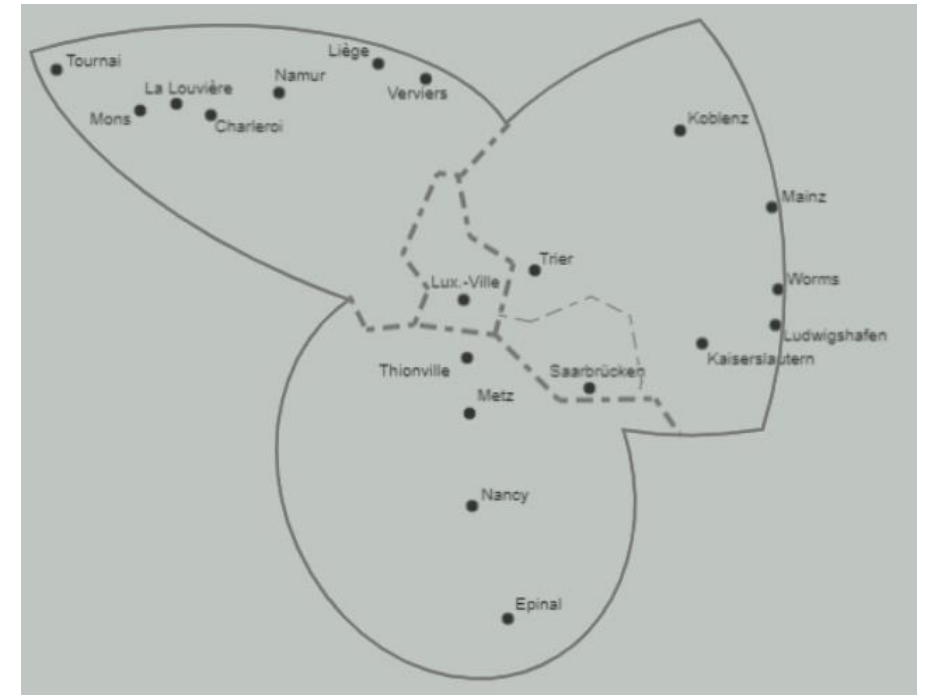 Tournai
Liège
La Louvière
Namur
Verviers
Mons
Charleroi
Koblenz
Mainz
Trier
Lux.-Ville
Worms
Ludwigshafen
Kaiserslautern
Thionville
Saarbrücken
Metz
Nancy
Epinal